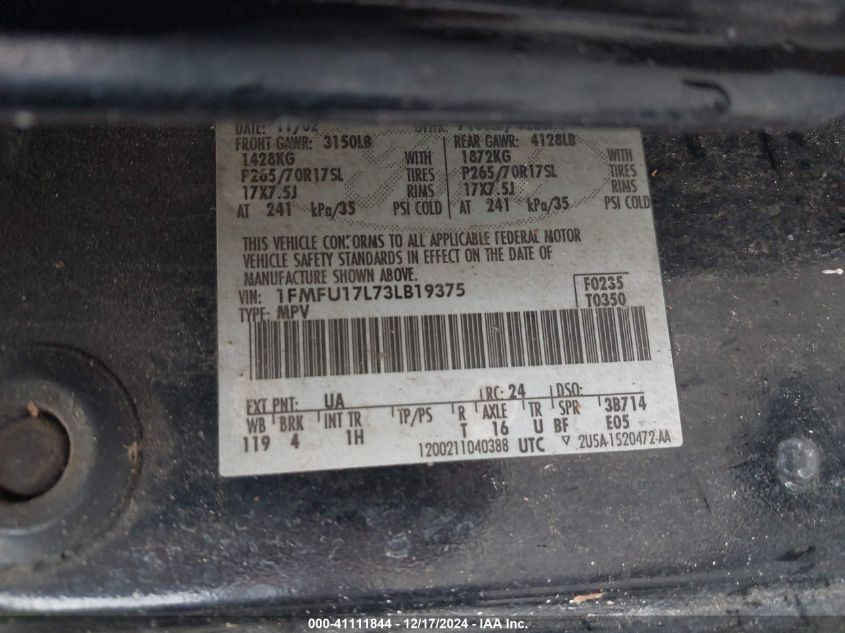 DATE: 11/02
FRONT GAWR: 3150LB REAR GAWR: 4128LB
1428KG WITH 1872KG WITH
P265/70R17SL TIRES P265/70R17SL TIRES
17X7.5J RIMS 17X7.5J RIMS
AT 241 kPa/35 PSI COLD AT 241 kPa/35 PSI COLD
THIS VEHICLE CONFORMS TO ALL APPLICABLE FEDERAL MOTOR
VEHICLE SAFETY STANDARDS IN EFFECT ON THE DATE OF
MANUFACTURE SHOWN ABOVE.
VIN: 1FMFU17L73LB19375 F0235
TYPE: MPV T0350
EXT PNT: UA RC: 24 DSO:
WB BRK INT TR TP/PS R AXLE TR SPR 3B714
119 4 1H T 16 U BF E05
1200211040388 UTC ▽ 2U5A-1520472-AA
000-41111844 / 12/17/2024 - IAA Inc.